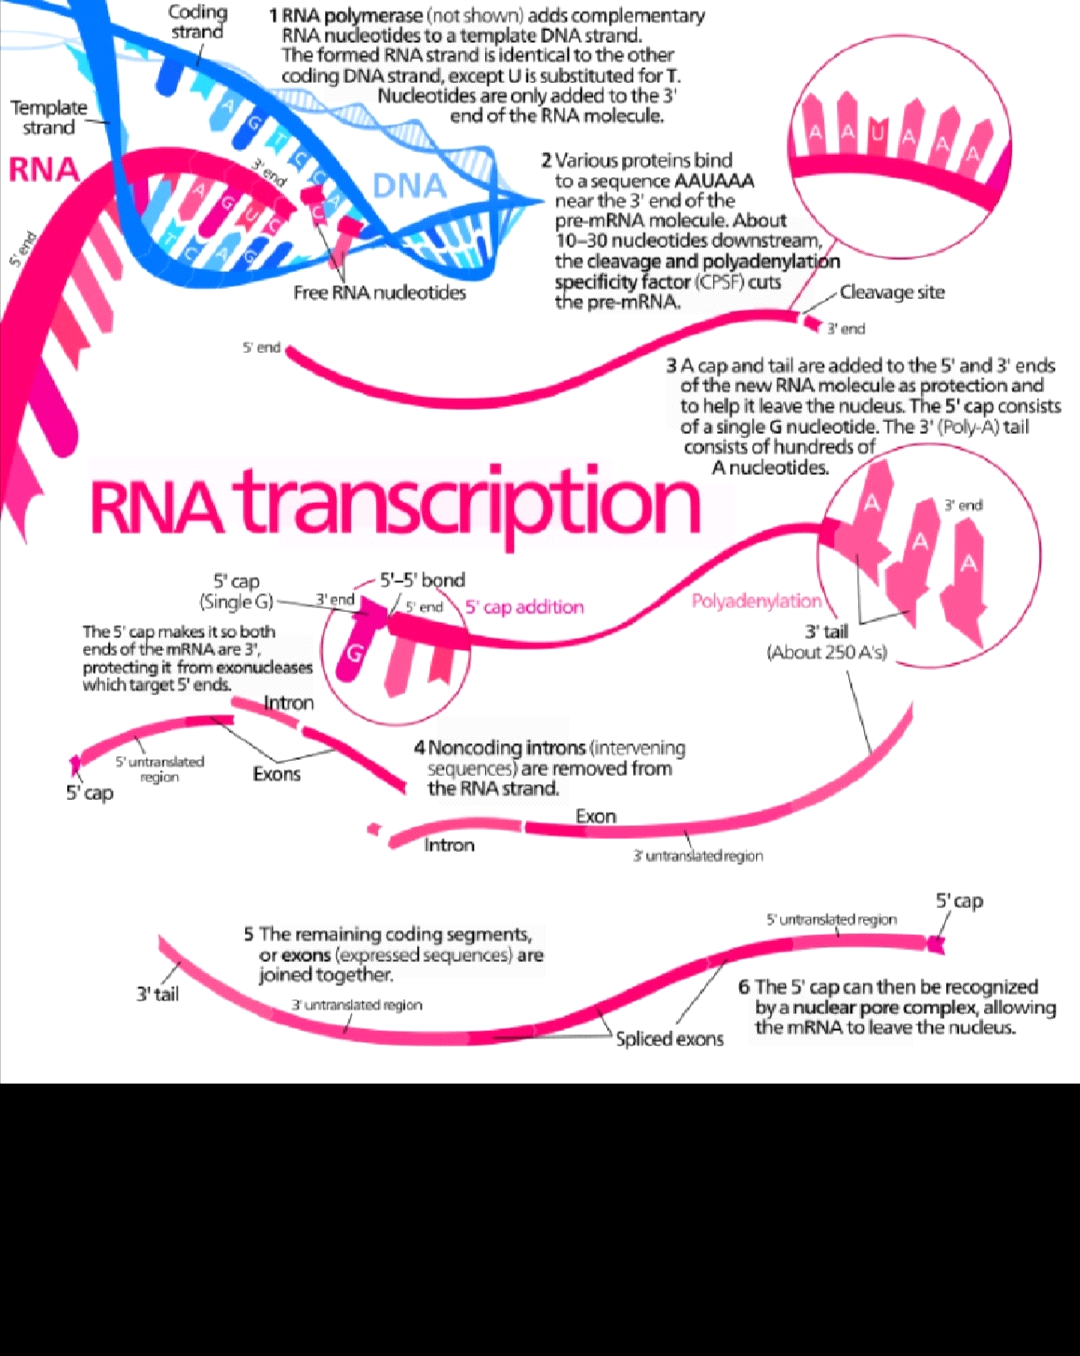 Coding
strand
1 RNA polymerase (not shown) adds complementary
RNA nucleotides to a template DNA strand.
The formed RNA strand is identical to the other
coding DNA strand, except U is substituted for T.
Nucleotides are only added to the 3'
end of the RNA molecule.
Template
strand
RNA
5' end
3' end
DNA
A
G
T
C
C
A
A
G
U
C
C
T
C
A
G
Free RNA nucleotides
2 Various proteins bind
to a sequence AAUAAA
near the 3' end of the
pre-mRNA molecule. About
10–30 nucleotides downstream,
the cleavage and polyadenylation
specificity factor (CPSF) cuts
the pre-mRNA.
A A U A A A
Cleavage site
3' end
5' end
3 A cap and tail are added to the 5' and 3' ends
of the new RNA molecule as protection and
to help it leave the nucleus. The 5' cap consists
of a single G nucleotide. The 3' (Poly-A) tail
consists of hundreds of
A nucleotides.
RNA transcription
A
A
A
3' end
5' cap
(Single G)
3' end
5'–5' bond
5' end
5' cap addition
G
Polyadenylation
3' tail
(About 250 A's)
The 5' cap makes it so both
ends of the mRNA are 3',
protecting it from exonucleases
which target 5' ends.
Intron
5' untranslated
region
Exons
5' cap
4 Noncoding introns (intervening
sequences) are removed from
the RNA strand.
Exon
Intron
3' untranslated region
5' cap
5' untranslated region
5 The remaining coding segments,
or exons (expressed sequences) are
joined together.
3' tail
3' untranslated region
Spliced exons
6 The 5' cap can then be recognized
by a nuclear pore complex, allowing
the mRNA to leave the nucleus.